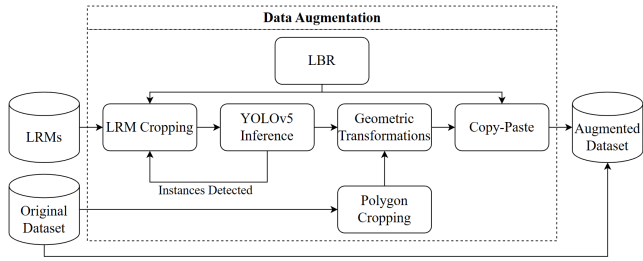 Data Augmentation
LBR
LRMs
LRM Cropping
YOLOv5
Inference
Geometric
Transformations
Copy-Paste
Augmented
Dataset
Instances Detected
Original
Dataset
Polygon
Cropping